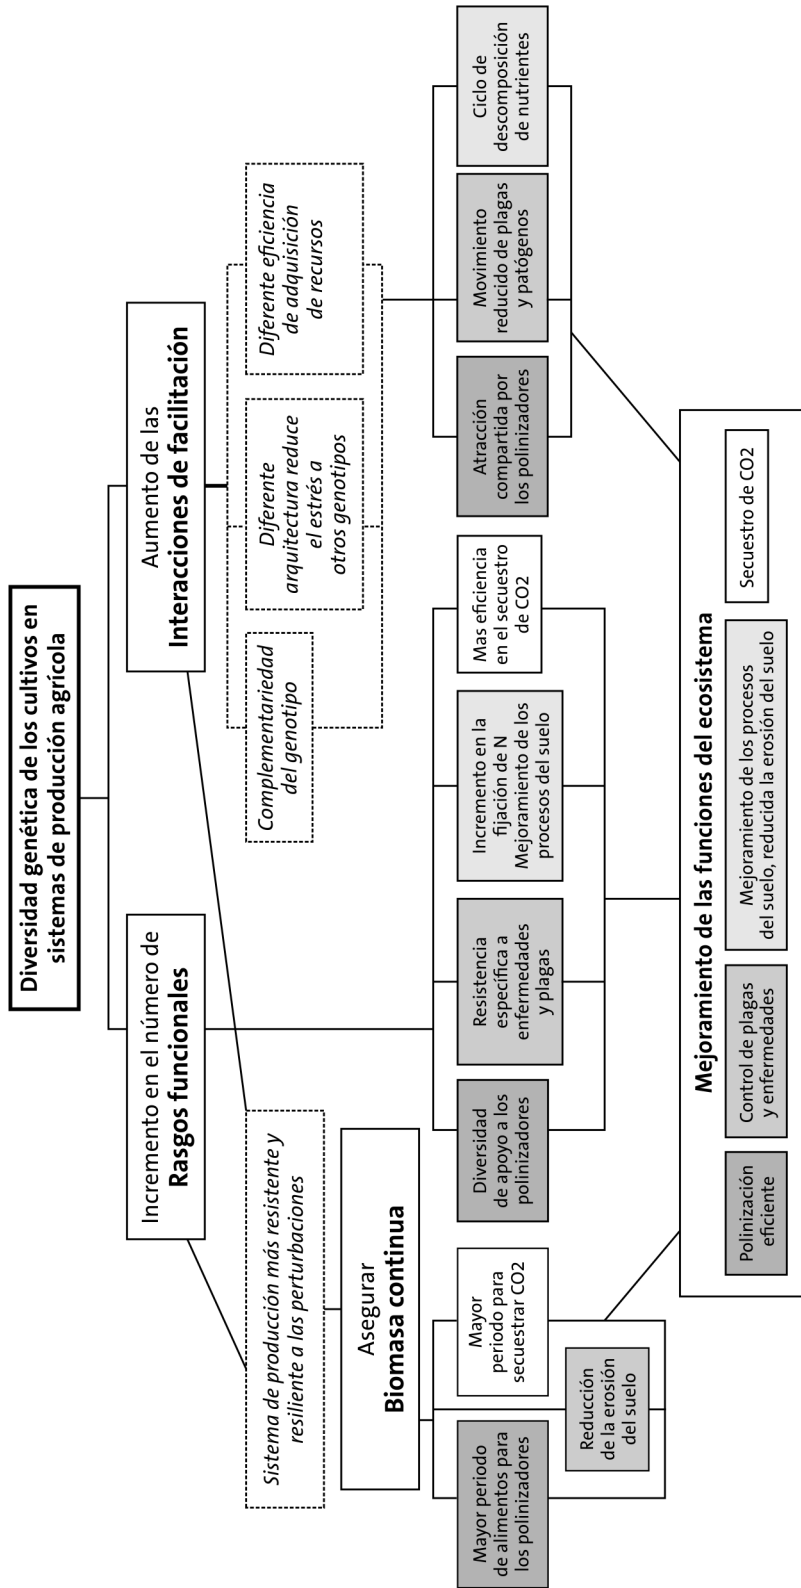 Diversidad genética de los cultivos en
sistemas de producción agrícola
Incremento en el número de
Rasgos funcionales
Aumento de las
Interacciones de facilitación
Sistema de producción más resistente y
resiliente a las perturbaciones
Complementariedad
del genotipo
Diferente
arquitectura reduce
el estrés a
otros genotipos
Diferente eficiencia
de adquisición
de recursos
Asegurar
Biomasa continua
Mayor periodo
de alimentos para
los polinizadores
Mayor
periodo para
secuestrar CO2
Reducción
de la erosión
del suelo
Diversidad
de apoyo a los
polinizadores
Resistencia
específica a
enfermedades
y plagas
Incremento en la
fijación de N
Mejoramiento de los
procesos del suelo
Mas eficiencia
en el secuestro
de CO2
Atracción
compartida por
los polinizadores
Movimiento
reducido de plagas
y patógenos
Ciclo de
descomposición
de nutrientes
Mejoramiento de las funciones del ecosistema
Polinización
eficiente
Control de plagas
y enfermedades
Mejoramiento de los procesos
del suelo, reducida la erosión del suelo
Secuestro de CO2